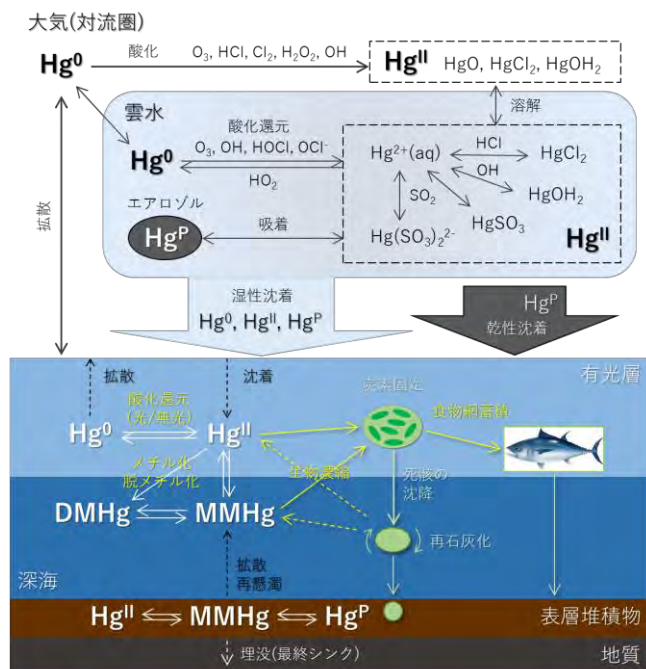 大気(対流圏)
Hg⁰
酸化
O₃, HCl, Cl₂, H₂O₂, OH
Hgᴵᴵ
HgO, HgCl₂, HgOH₂
溶解
拡散
雲水
Hg⁰
酸化還元
O₃, OH, HOCl, OCl⁻
HO₂
Hg²⁺(aq)
HCl
HgCl₂
OH
HgOH₂
SO₂
HgSO₃
Hg(SO₃)₂²⁻
Hgᴵᴵ
エアロゾル
Hgᴾ
吸着
湿性沈着
Hg⁰, Hgᴵᴵ, Hgᴾ
Hgᴾ
乾性沈着
有光層
拡散
沈着
炭素固定
酸化還元
(光/無光)
食物網蓄積
Hg⁰
Hgᴵᴵ
メチル化
脱メチル化
生物濃縮
死骸の
沈降
DMHg
MMHg
再石灰化
拡散
再懸濁
深海
Hgᴵᴵ
MMHg
Hgᴾ
表層堆積物
埋没(最終シンク)
地質